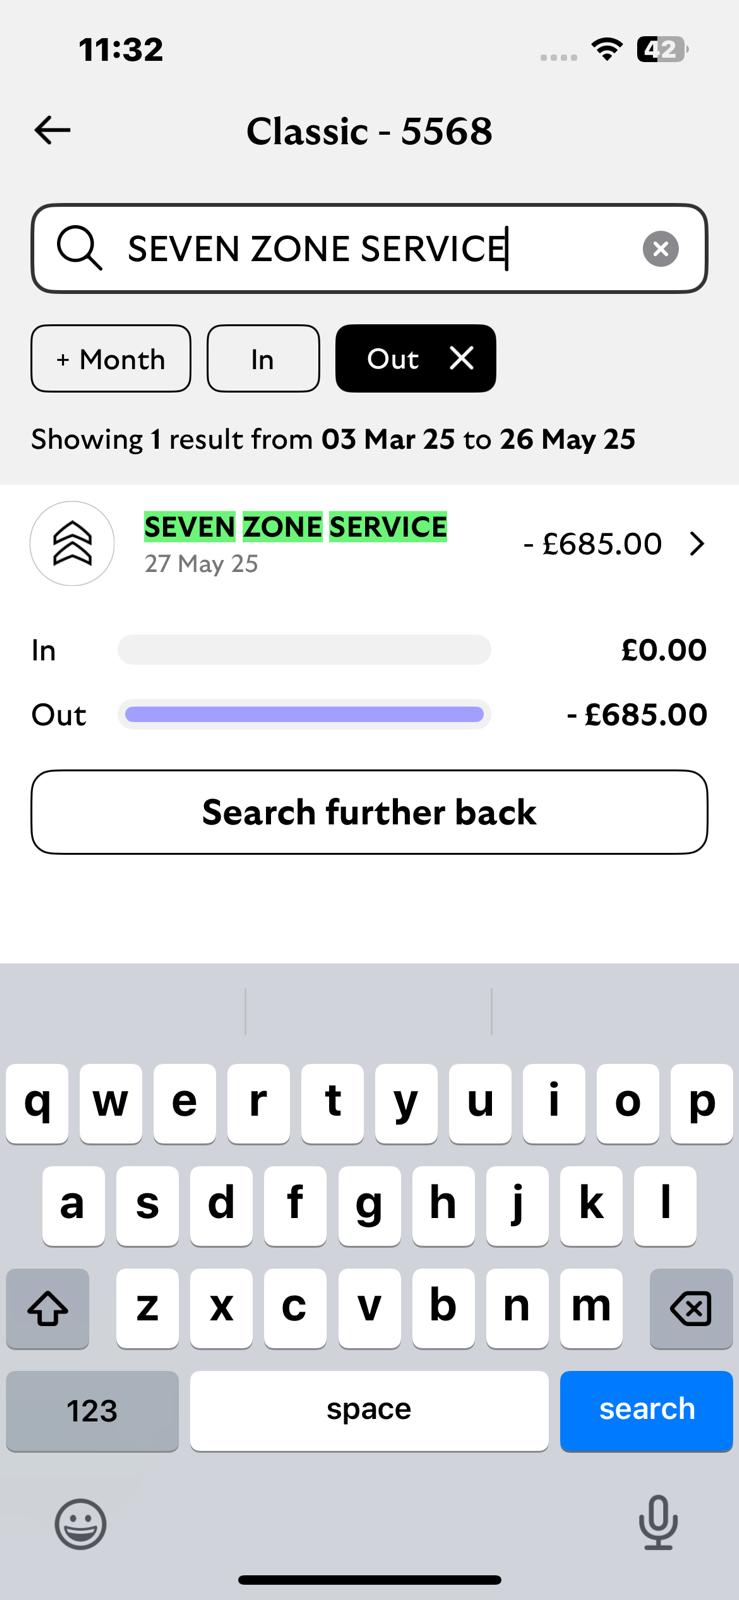 11:32
42
Classic - 5568
SEVEN ZONE SERVICE
+ Month
In
Out
Showing 1 result from 03 Mar 25 to 26 May 25
SEVEN ZONE SERVICE
- £685.00
27 May 25
In
£0.00
Out
- £685.00
Search further back
q w e r t y u i o p
a s d f g h j k l
z x c v b n m
123
space
search